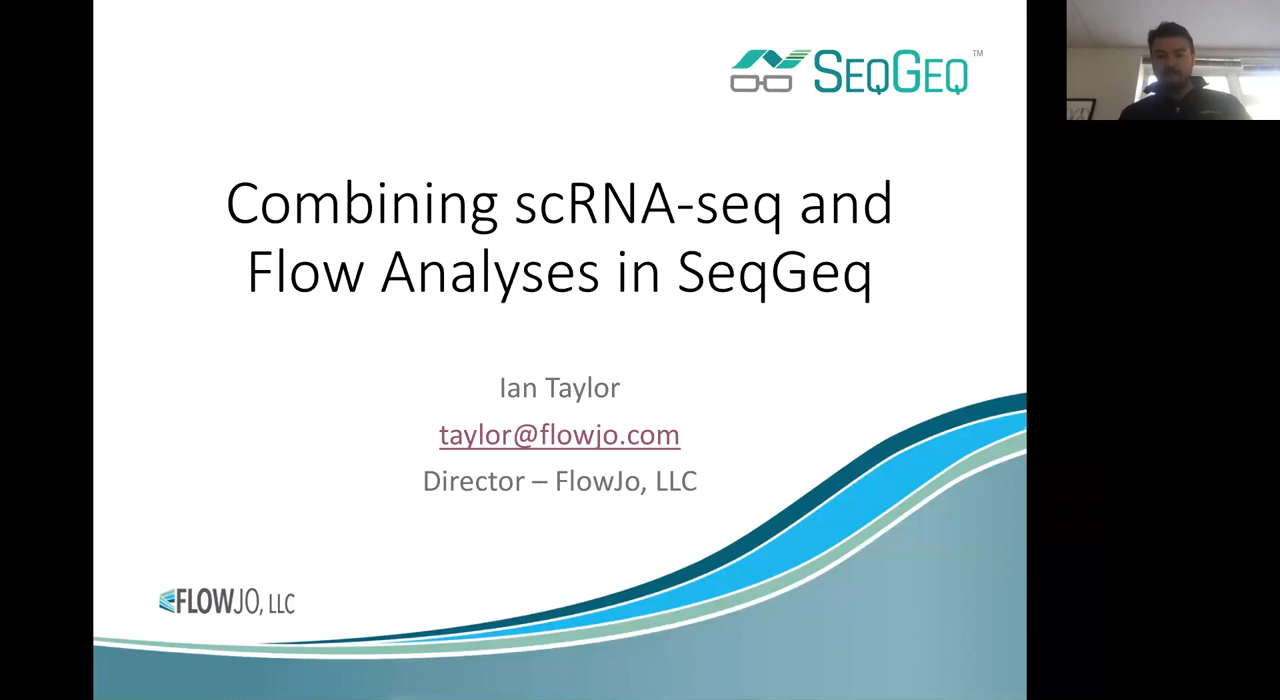 SEQGEQ™
Combining scRNA-seq and
Flow Analyses in SeqGeq
Ian Taylor
taylor@flowjo.com
Director – FlowJo, LLC
FLOWJO, LLC